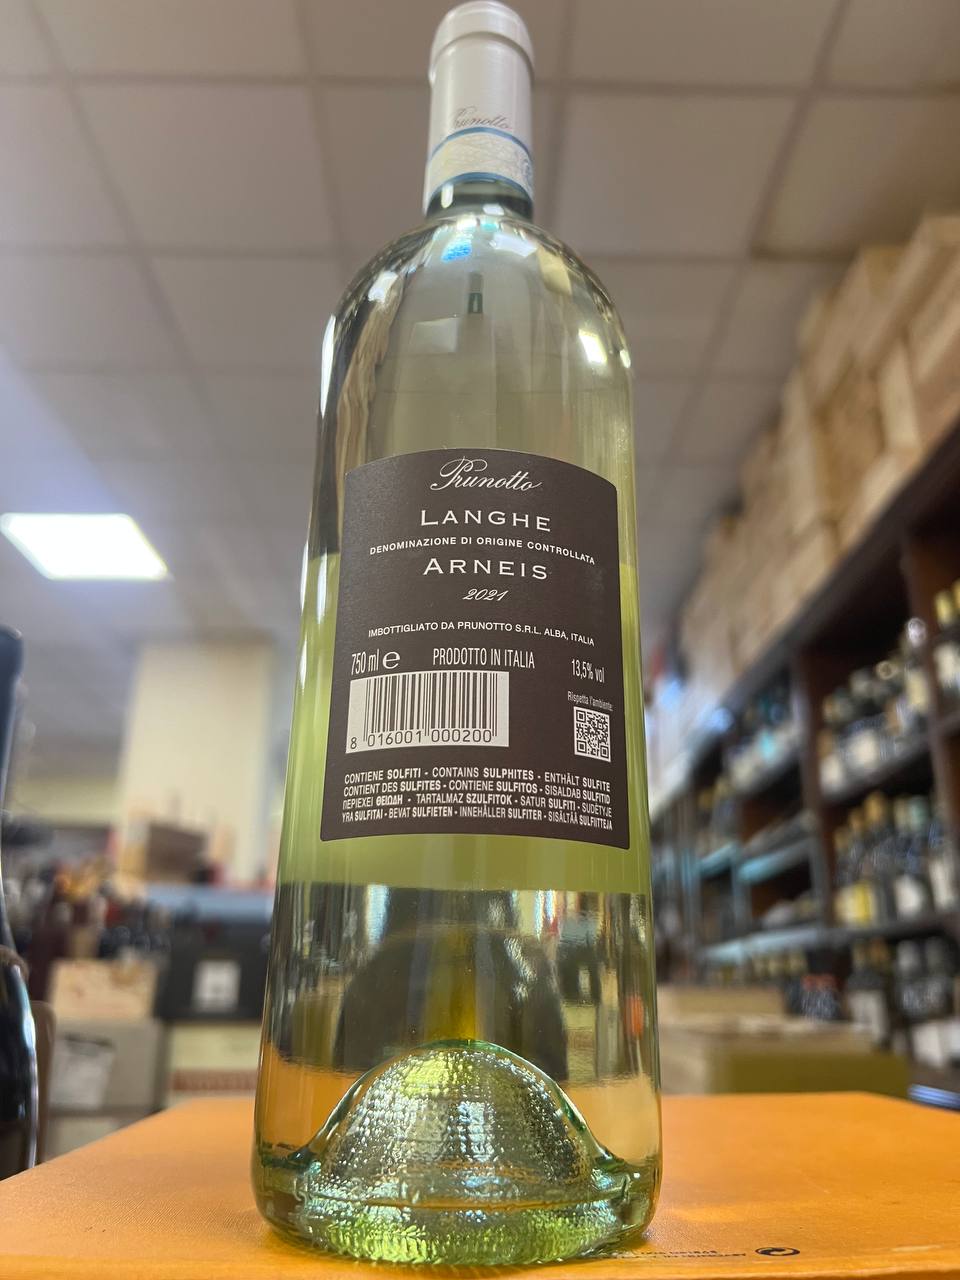 Prunotto
Prunotto
LANGHE
DENOMINAZIONE DI ORIGINE CONTROLLATA
ARNEIS
2021
IMBOTTIGLIATO DA PRUNOTTO S.R.L. ALBA, ITALIA
750 ml e PRODOTTO IN ITALIA 13,5% vol
Rispetta l'ambiente:
8 016001 000200
CONTIENE SOLFITI - CONTAINS SULPHITES - ENTHÄLT SULFITE
CONTIENT DES SULFITES - CONTIENE SULFITOS - SISALDAB SULFITID
ΠΕΡΙΕΧΕΙ ΘΕΙΩΔΗ - TARTALMAZ SZULFITOK - SATUR SULFITI - SUDĖTYJE
YRA SULFITAI - BEVAT SULFIETEN - INNEHÅLLER SULFITER - SISÄLTÄÄ SULFIITTEJA